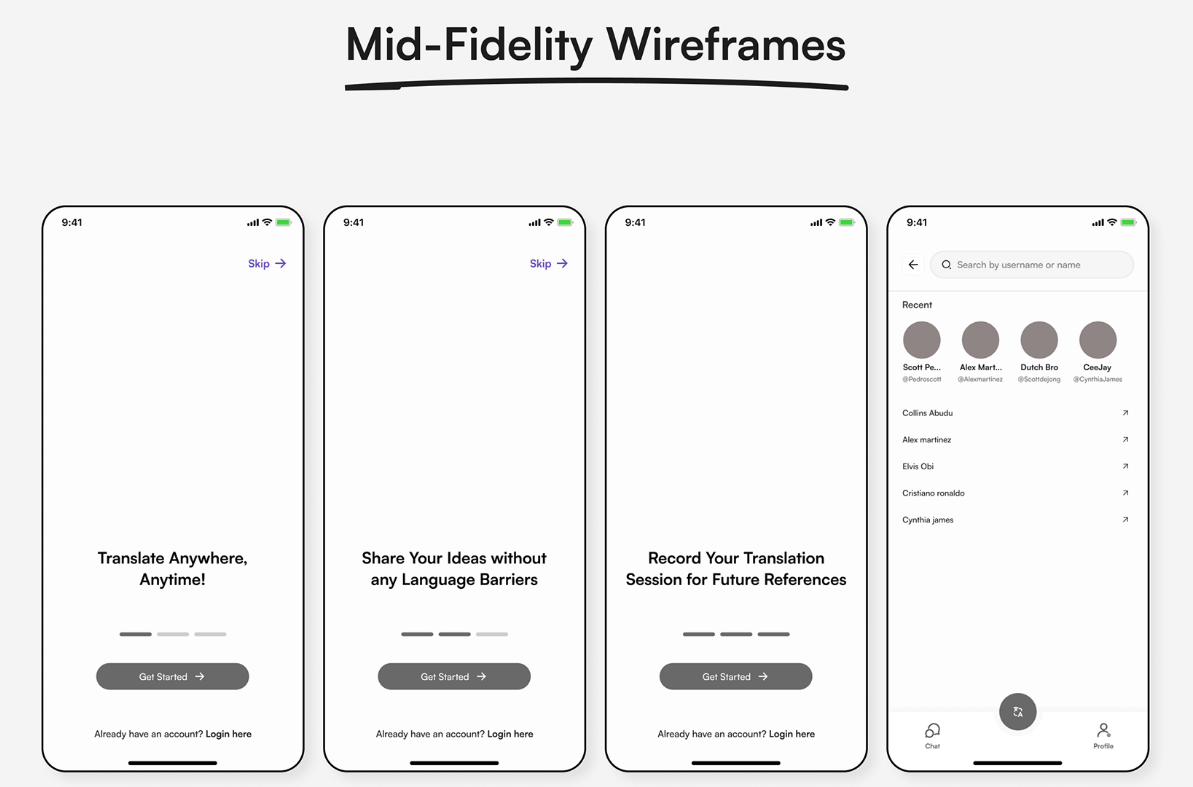 Mid-Fidelity Wireframes
9:41
Skip
Translate Anywhere,
Anytime!
Get Started
Already have an account? Login here
9:41
Skip
Share Your Ideas without
any Language Barriers
Get Started
Already have an account? Login here
9:41
Record Your Translation
Session for Future References
Get Started
Already have an account? Login here
9:41
Search by username or name
Recent
Scott Pe... Alex Mart... Dutch Bro CeeJay
@Pedroscott @Alexmartinez @Scottdejong @CynthiaJames
Collins Abudu
Alex martinez
Elvis Obi
Cristiano ronaldo
Cynthia james
Chat Profile